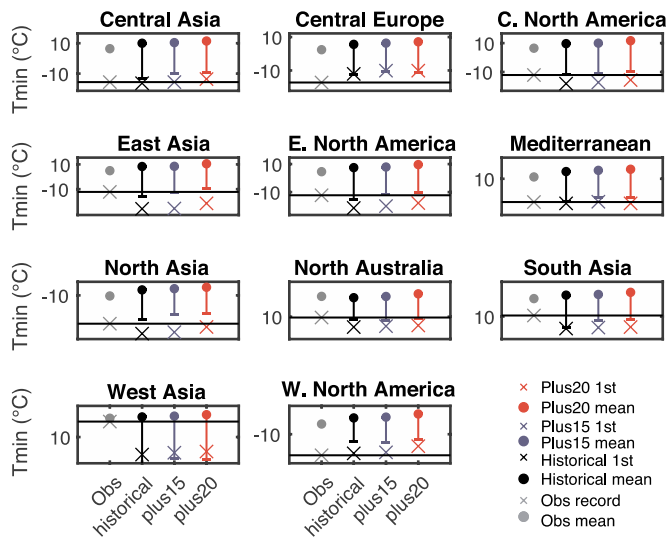 Central Asia
Central Europe
C. North America
Tmin (°C)
10
-10
10
-10
10
-10
East Asia
E. North America
Mediterranean
Tmin (°C)
10
-10
10
-10
10
North Asia
North Australia
South Asia
Tmin (°C)
-10
10
10
West Asia
W. North America
Tmin (°C)
10
-10
Obs
historical
plus15
plus20
Obs
historical
plus15
plus20
Plus20 1st
Plus20 mean
Plus15 1st
Plus15 mean
Historical 1st
Historical mean
Obs record
Obs mean